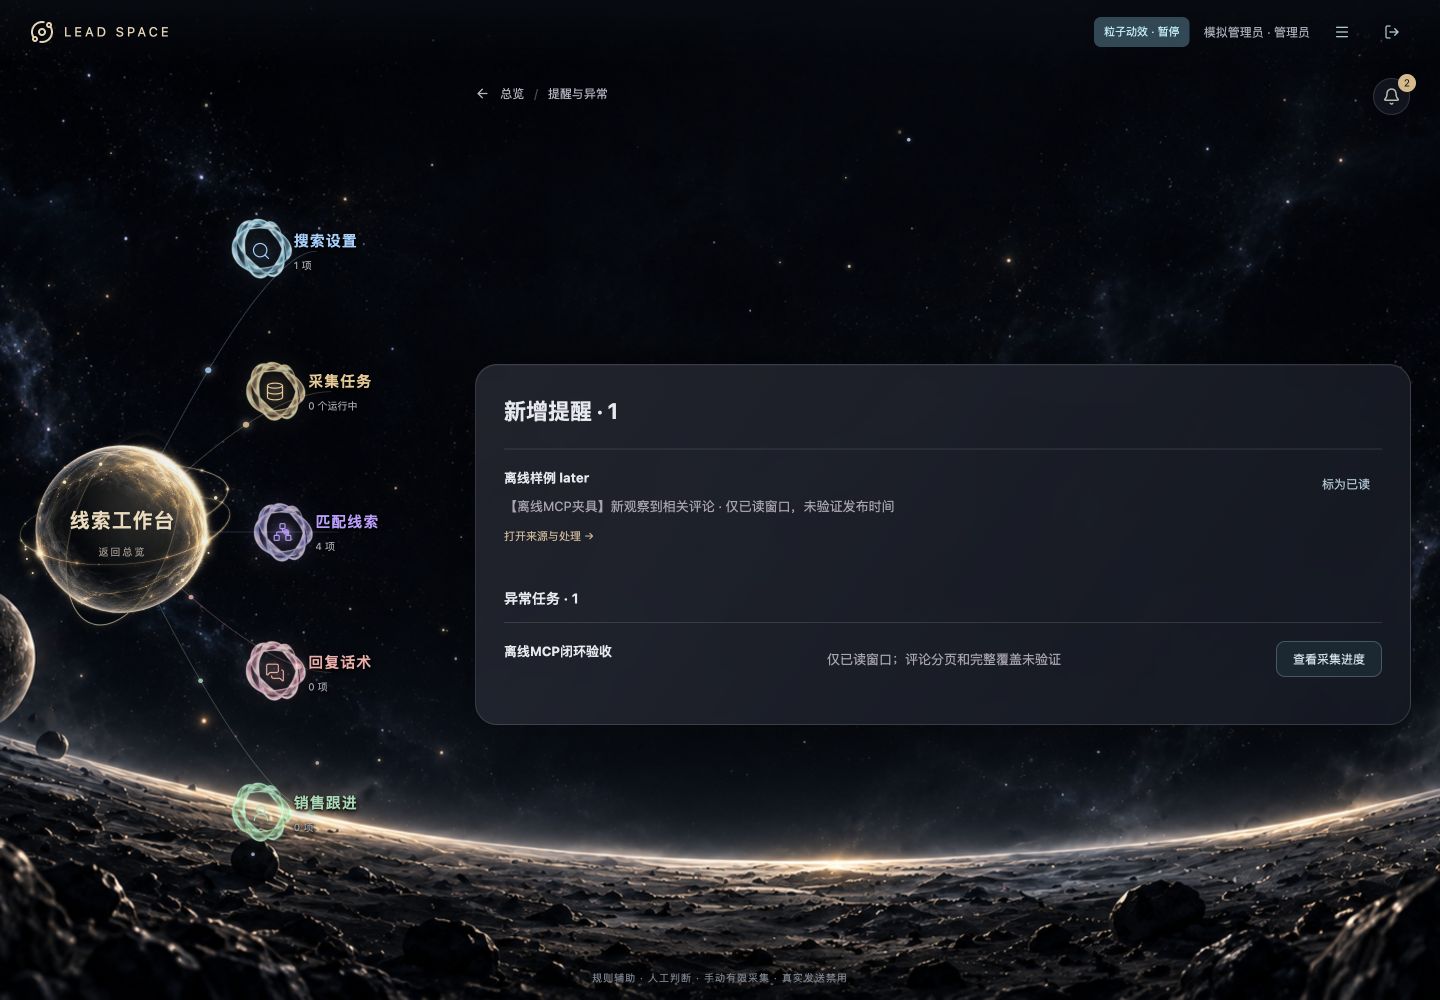 LEAD SPACE
粒子动效 · 暂停
模拟管理员 · 管理员
总览 / 提醒与异常
2
搜索设置
1 项
采集任务
0 个运行中
线索工作台
返回总览
匹配线索
4 项
回复话术
0 项
销售跟进
0 项
新增提醒 · 1
离线样例 later
标为已读
【离线MCP夹具】新观察到相关评论 · 仅已读窗口，未验证发布时间
打开来源与处理 →
异常任务 · 1
离线MCP闭环验收
仅已读窗口；评论分页和完整覆盖未验证
查看采集进度
规则辅助 · 人工判断 · 手动有限采集 · 真实发送禁用